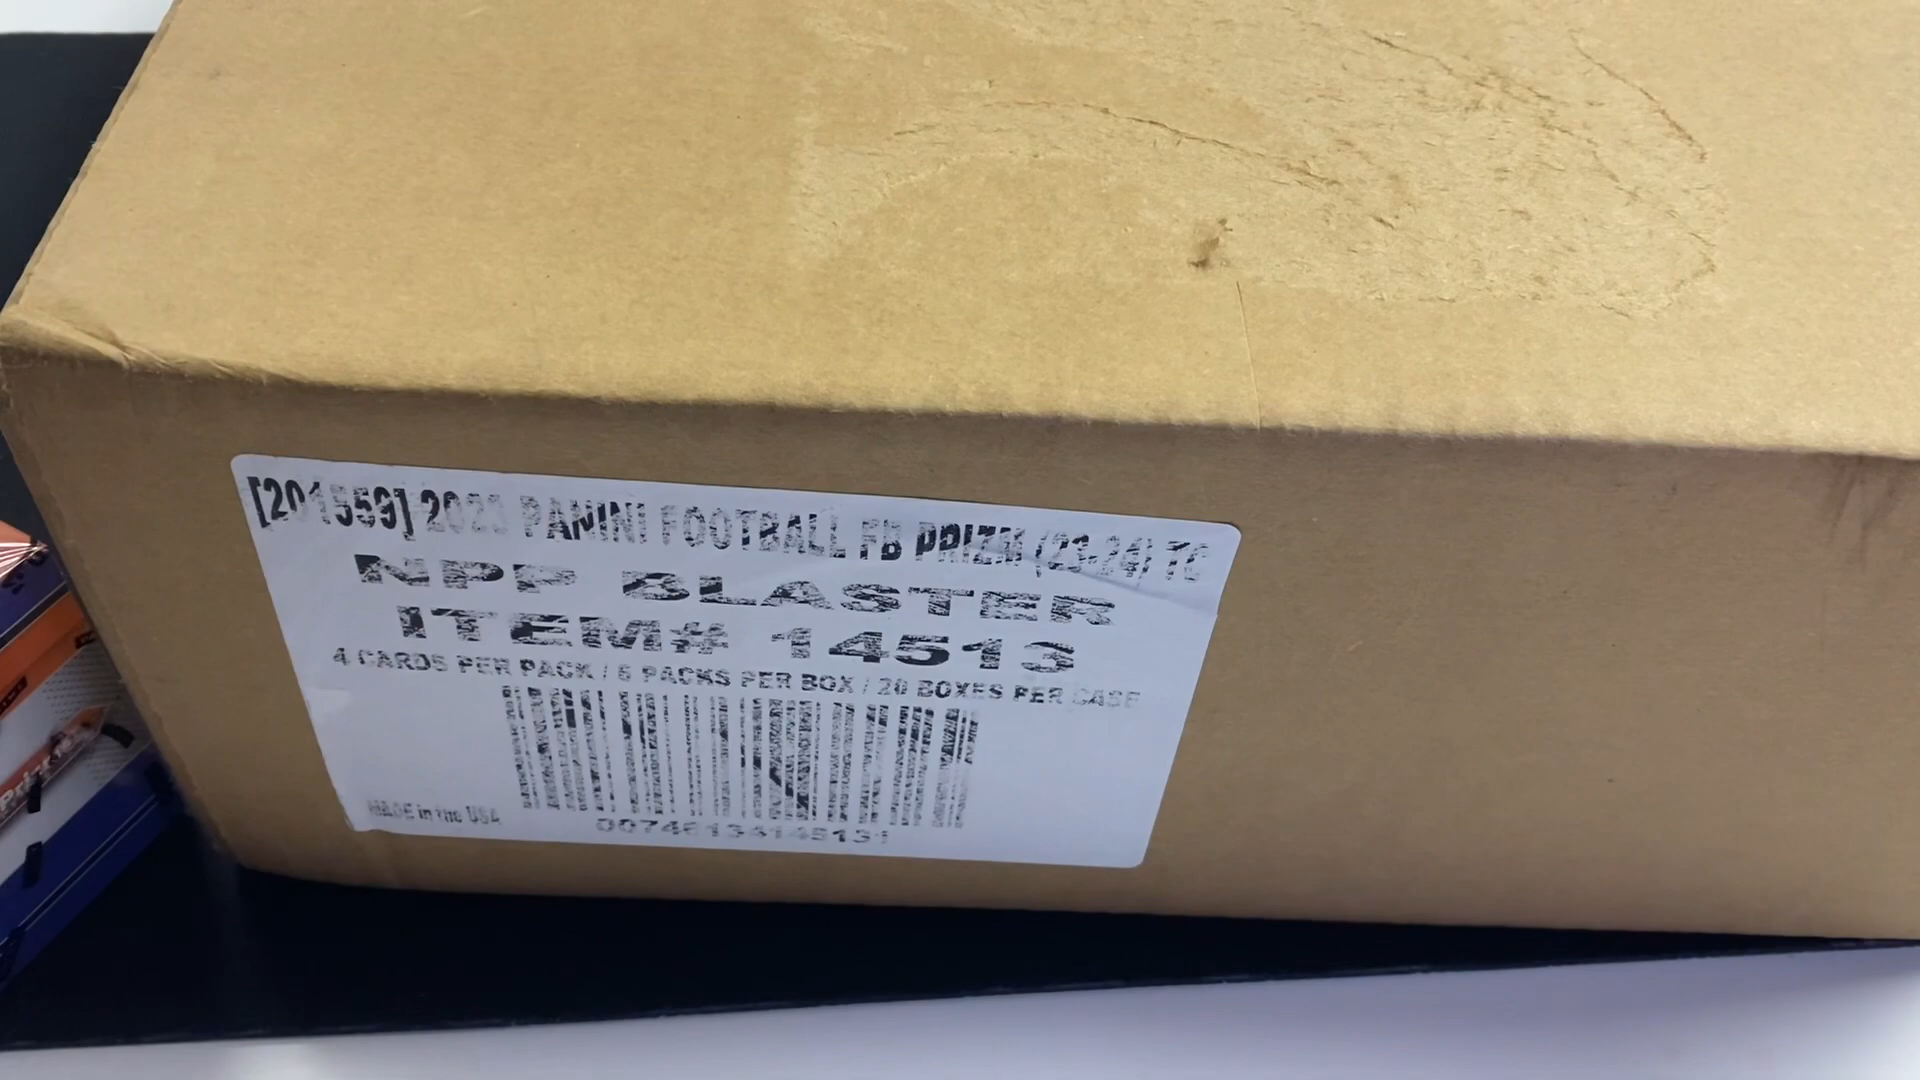 [201559] 2023 PANINI FOOTBALL FB PRIZM (23-24) TC
NPP BLASTER
ITEM# 14513
4 CARDS PER PACK / 6 PACKS PER BOX / 20 BOXES PER CASE
MADE in the USA